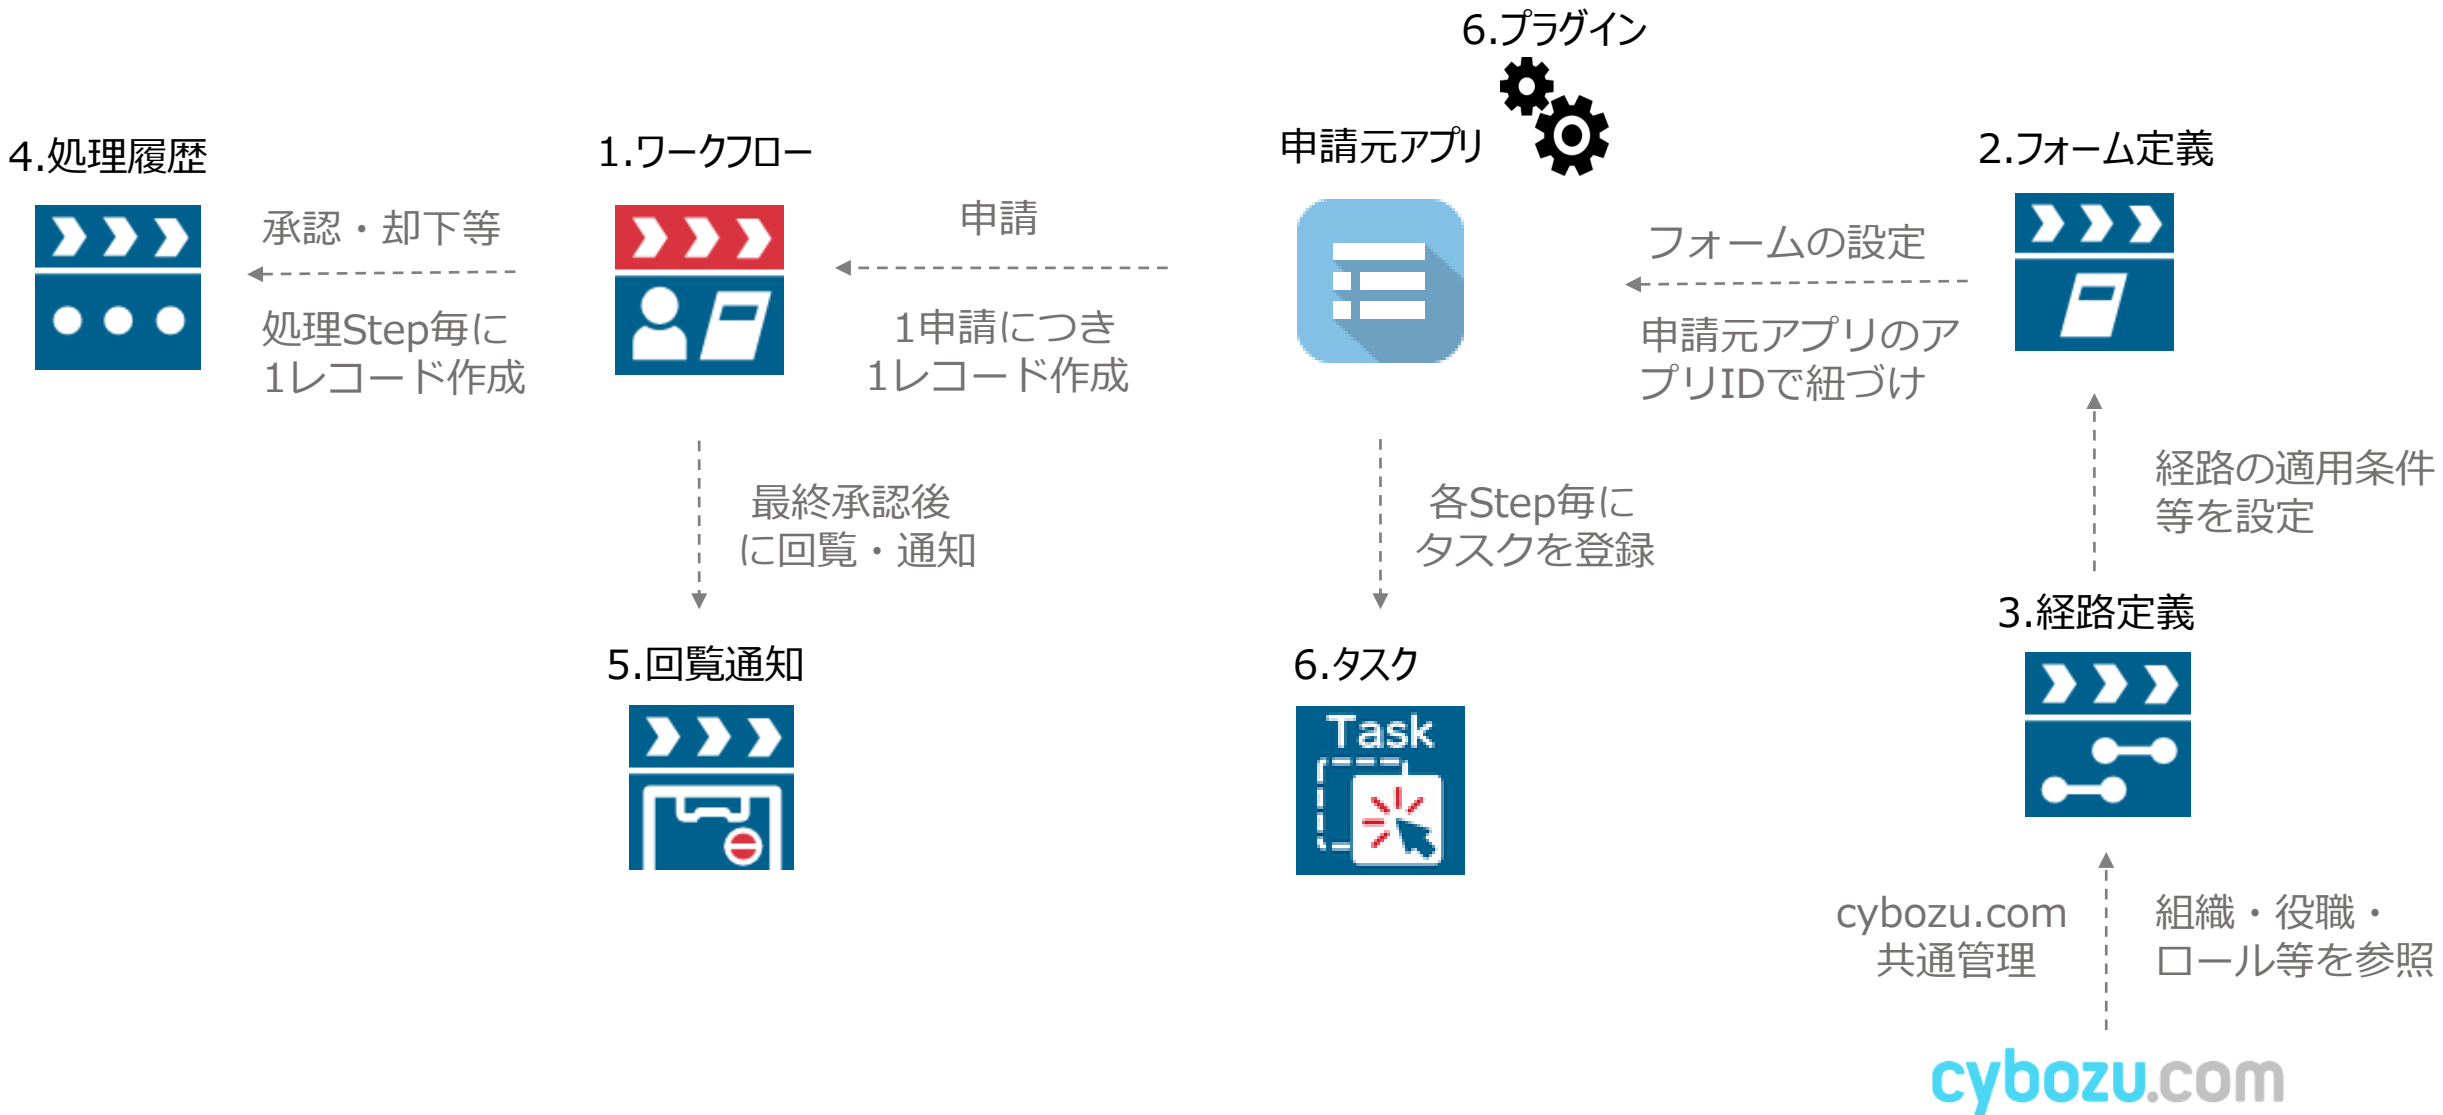 6.プラグイン
4.処理履歴
1.ワークフロー
申請元アプリ
2.フォーム定義
承認・却下等
処理Step毎に
1レコード作成
申請
1申請につき
1レコード作成
フォームの設定
申請元アプリのア
プリIDで紐づけ
最終承認後
に回覧・通知
各Step毎に
タスクを登録
経路の適用条件
等を設定
5.回覧通知
6.タスク
Task
3.経路定義
cybozu.com
共通管理
組織・役職・
ロール等を参照
cybozu.com